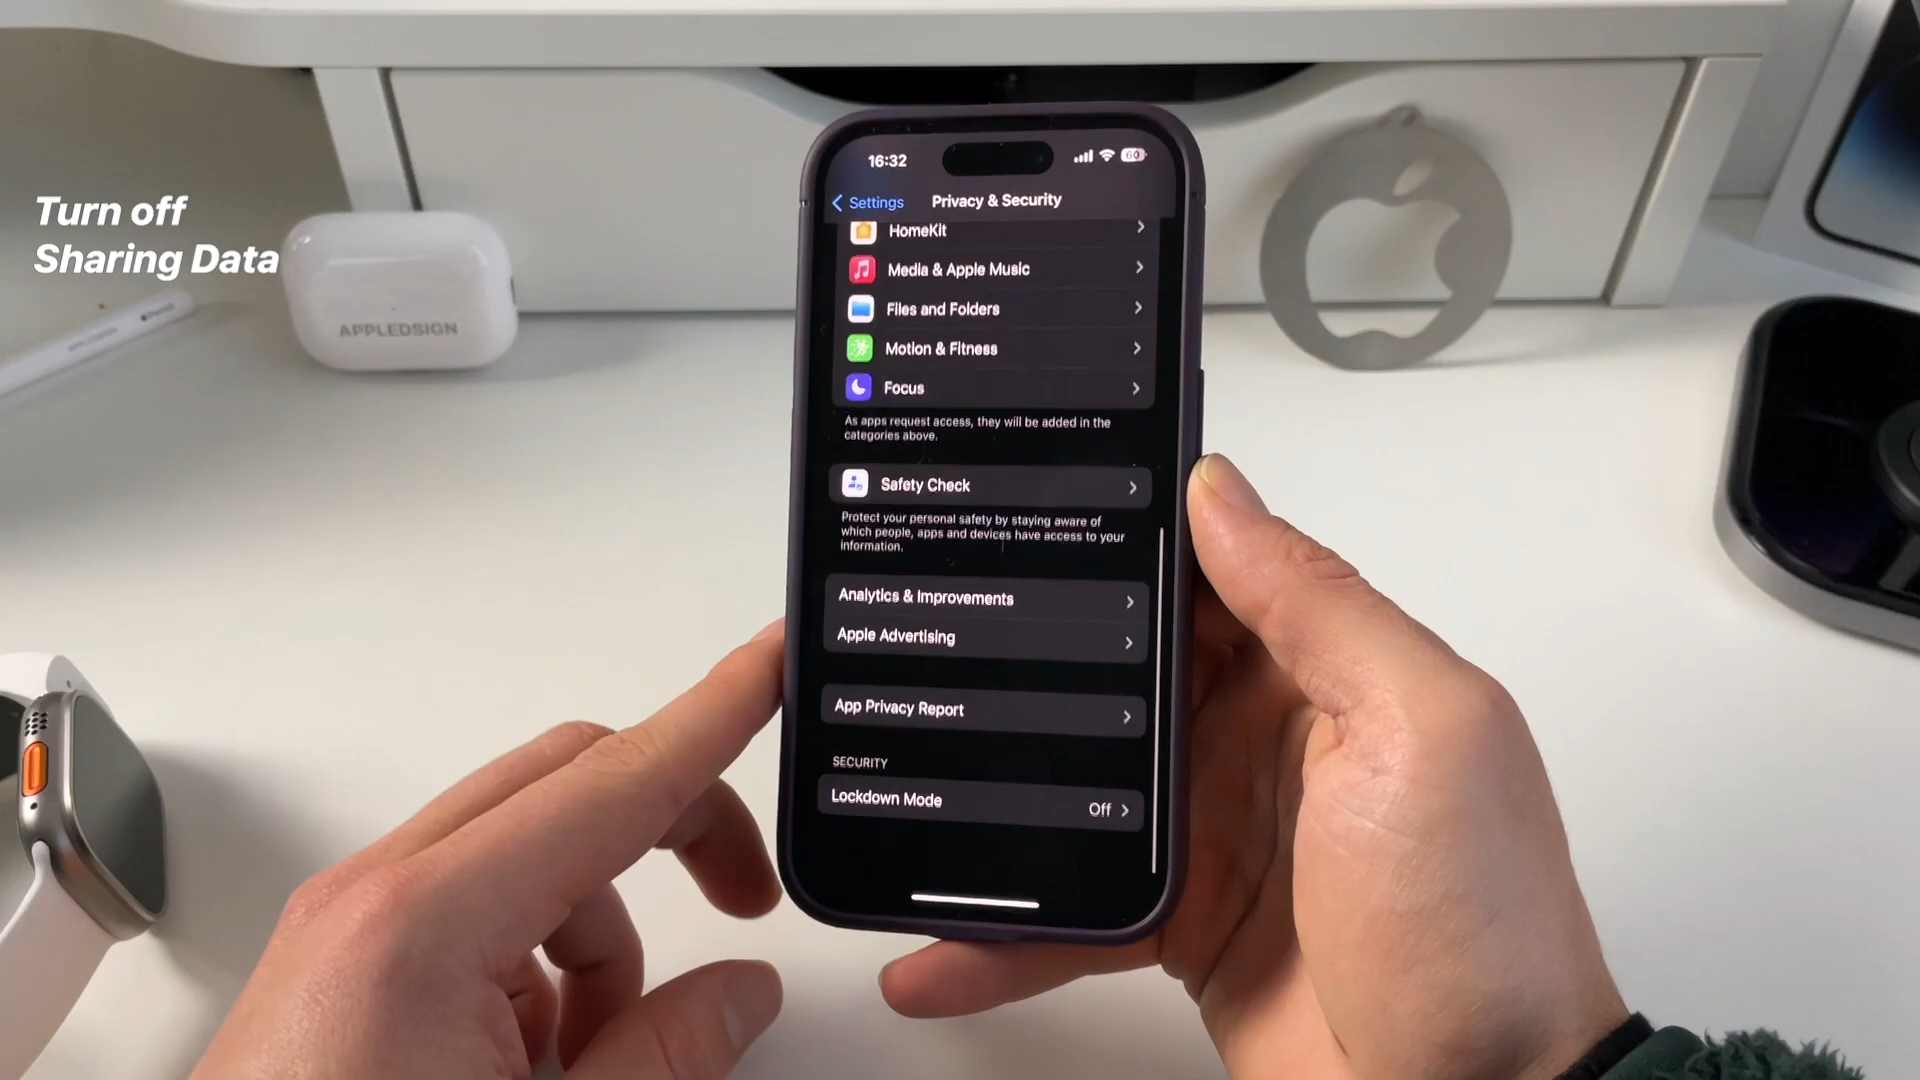 Turn off
Sharing Data
APPLEDSIGN
16:32
60
Settings
Privacy & Security
HomeKit
Media & Apple Music
Files and Folders
Motion & Fitness
Focus
As apps request access, they will be added in the
categories above.
Safety Check
Protect your personal safety by staying aware of
which people, apps and devices have access to your
information.
Analytics & Improvements
Apple Advertising
App Privacy Report
SECURITY
Lockdown Mode
Off